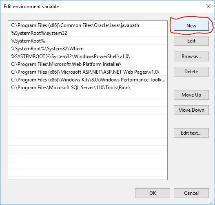 Edit environment variable
C:\Program Files (x86)\Common Files\Oracle\Java\javapath
%SystemRoot%\system32
%SystemRoot%
%SystemRoot%\System32\Wbem
%SYSTEMROOT%\System32\WindowsPowerShell\v1.0\
C:\Program Files\Microsoft\Web Platform Installer\
C:\Program Files (x86)\Microsoft ASP.NET\ASP.NET Web Pages\v1.0\
C:\Program Files (x86)\Windows Kits\8.0\Windows Performance Toolk...
C:\Program Files\Microsoft SQL Server\110\Tools\Binn\
New
Edit
Browse...
Delete
Move Up
Move Down
Edit text...
OK
Cancel